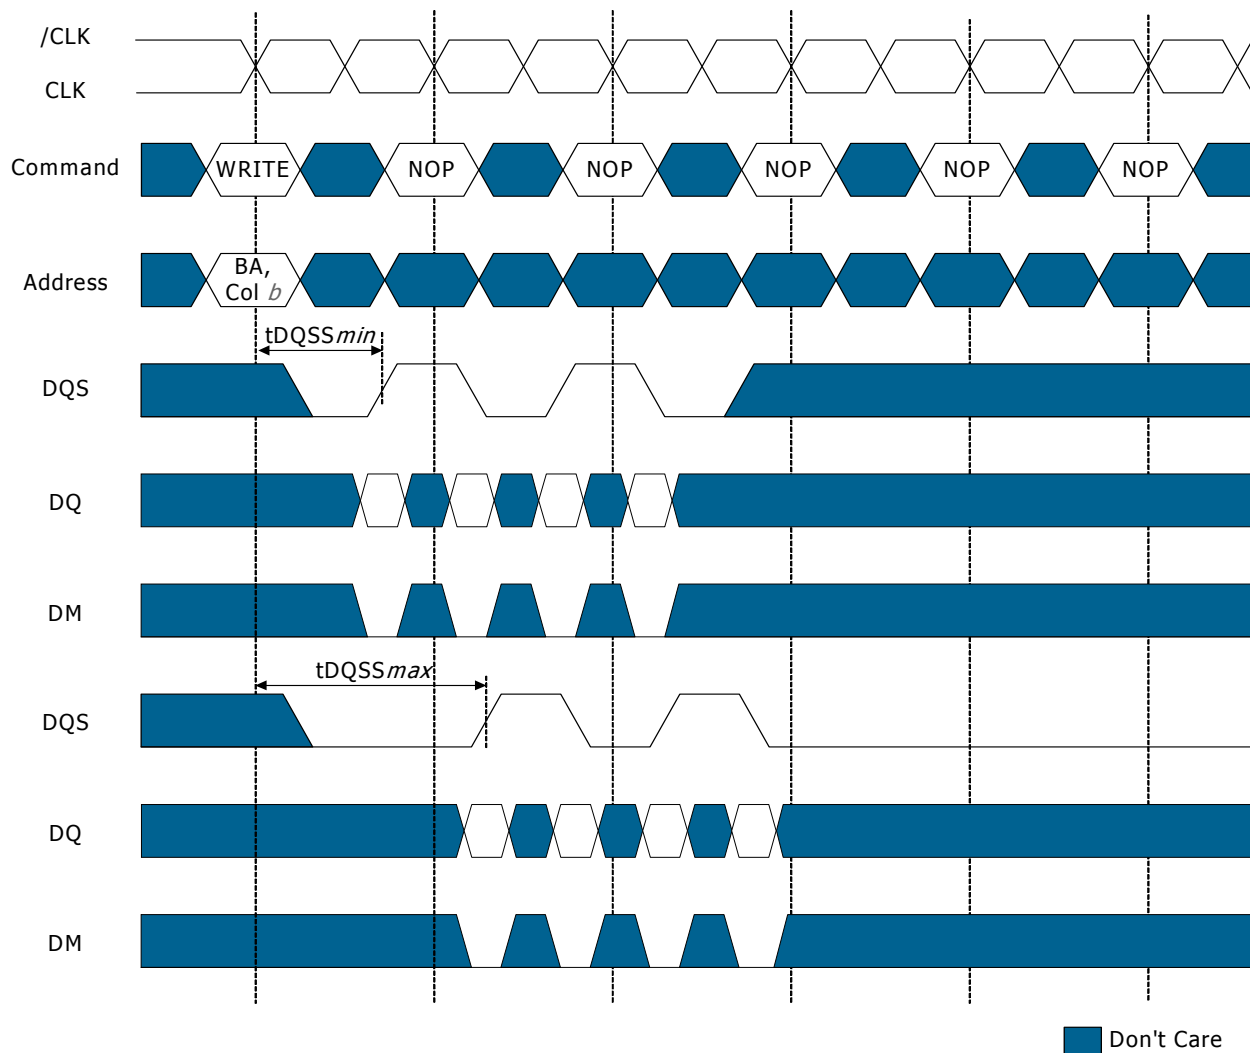 /CLK
CLK
Command
WRITE NOP NOP NOP NOP NOP
Address
BA,
Col b
tDQSSmin
DQS
DQ
DM
tDQSSmax
DQS
DQ
DM
Don't Care